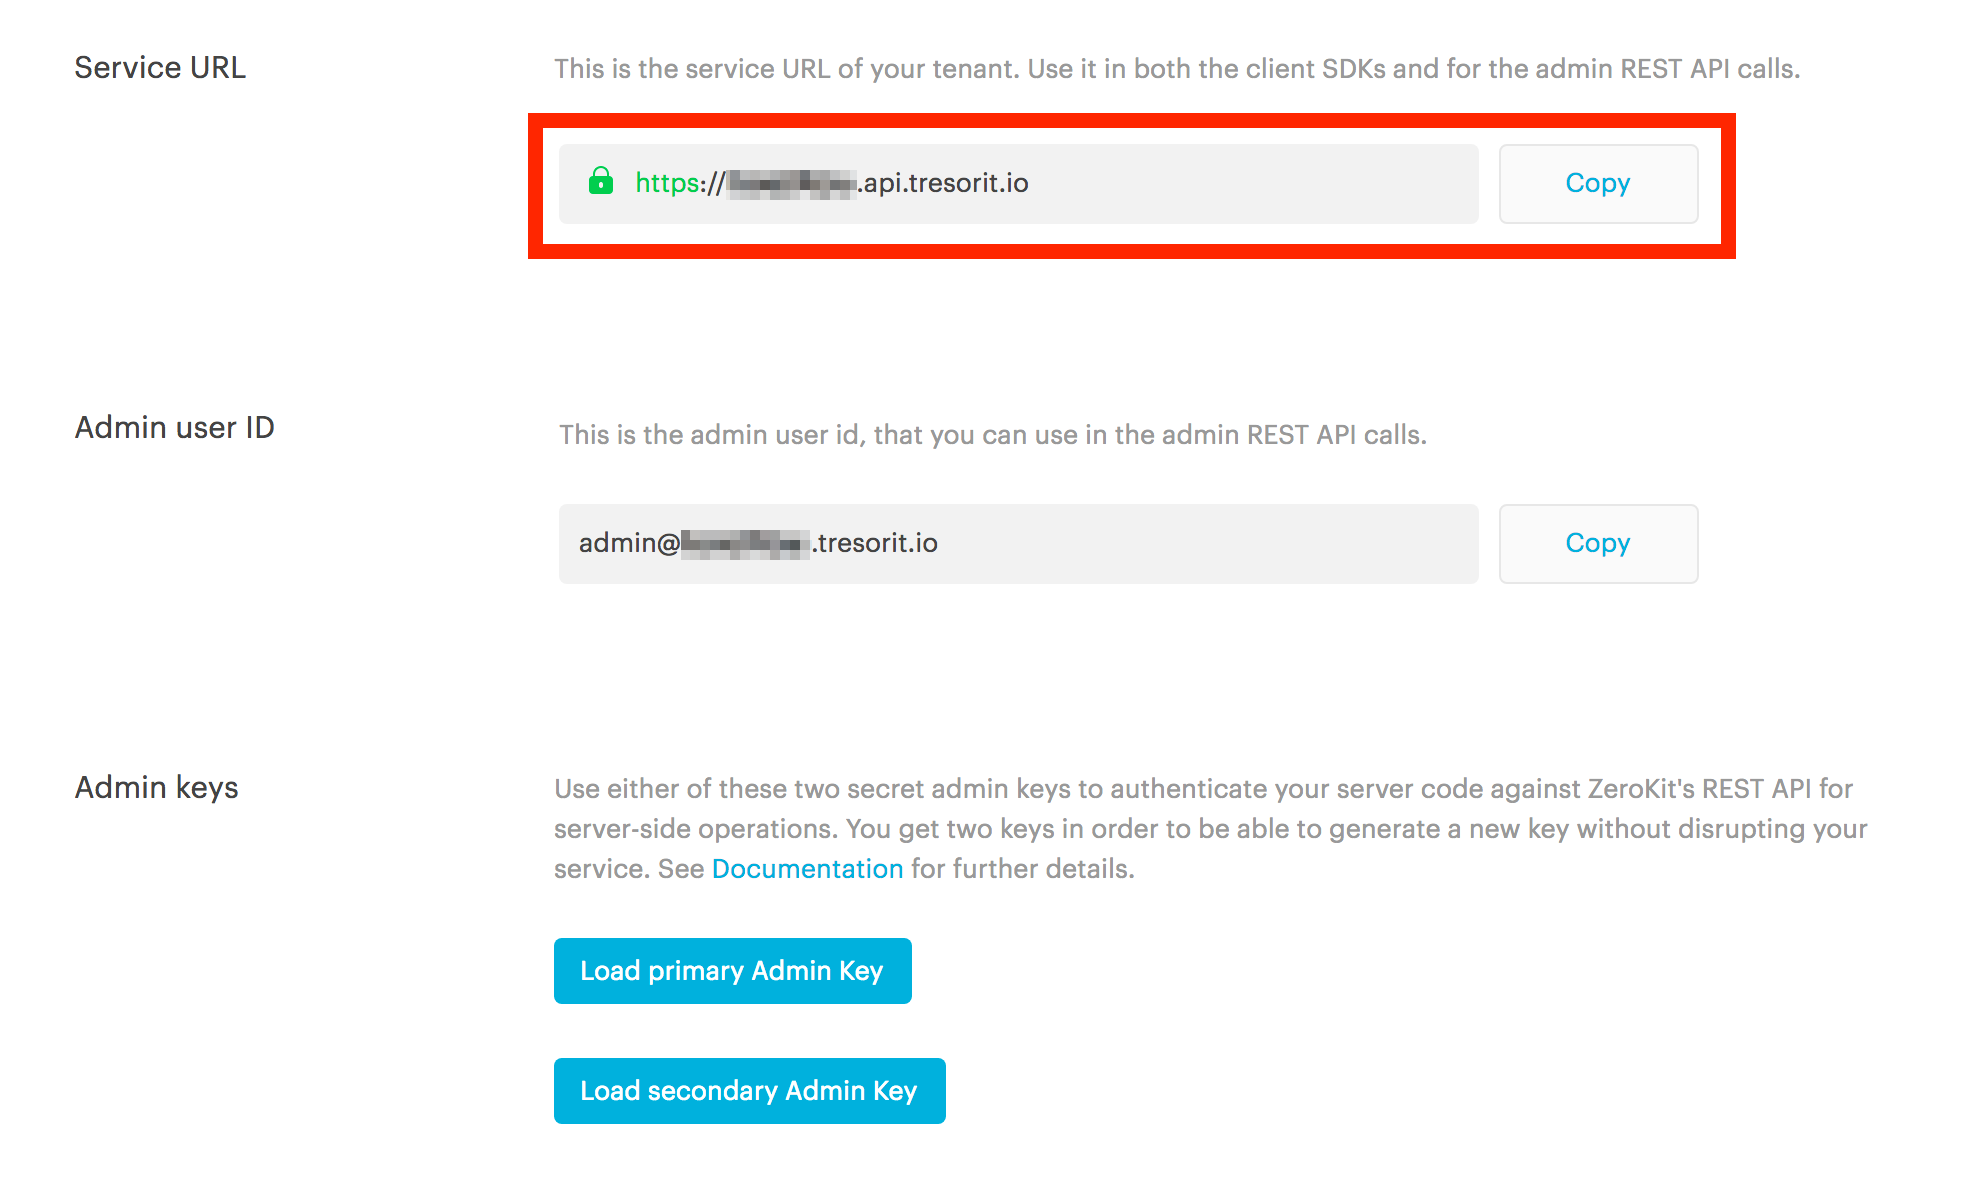 Service URL
This is the service URL of your tenant. Use it in both the client SDKs and for the admin REST API calls.
https://.api.tresorit.io
Copy
Admin user ID
This is the admin user id, that you can use in the admin REST API calls.
admin@.tresorit.io
Copy
Admin keys
Use either of these two secret admin keys to authenticate your server code against ZeroKit's REST API for
server-side operations. You get two keys in order to be able to generate a new key without disrupting your
service. See Documentation for further details.
Load primary Admin Key
Load secondary Admin Key